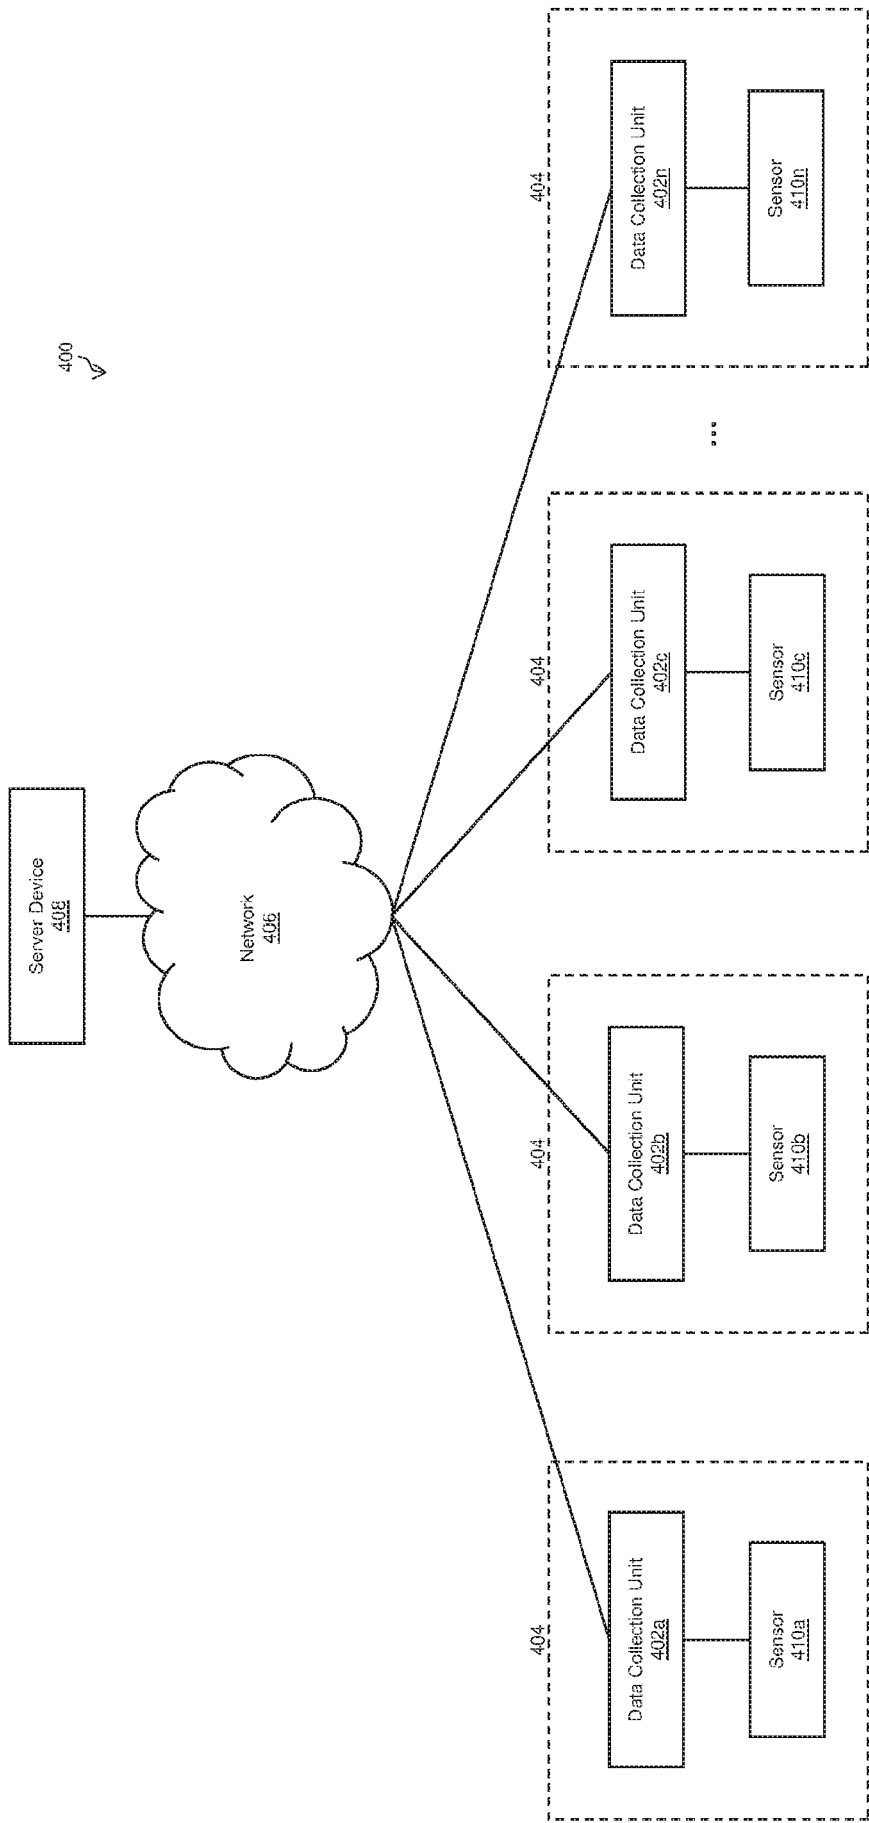 400
Server Device
408
Network
406
404
404
404
404
Data Collection Unit
402a
Data Collection Unit
402b
Data Collection Unit
402c
Data Collection Unit
402n
...
Sensor
410a
Sensor
410b
Sensor
410c
Sensor
410n